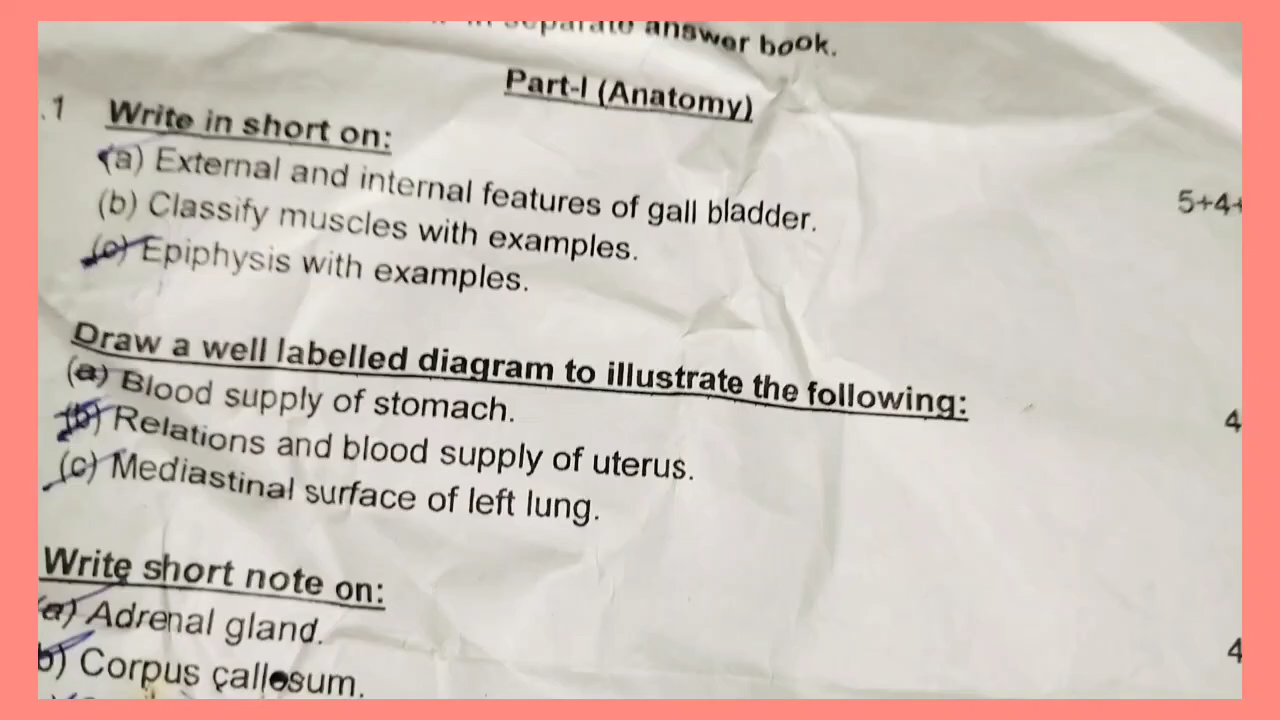 in separate answer book.
Part-I (Anatomy)
.1 Write in short on:
(a) External and internal features of gall bladder.
5+4+
(b) Classify muscles with examples.
(c) Epiphysis with examples.
Draw a well labelled diagram to illustrate the following:
4
(a) Blood supply of stomach.
(b) Relations and blood supply of uterus.
(c) Mediastinal surface of left lung.
Write short note on:
4
(a) Adrenal gland.
b) Corpus callosum.